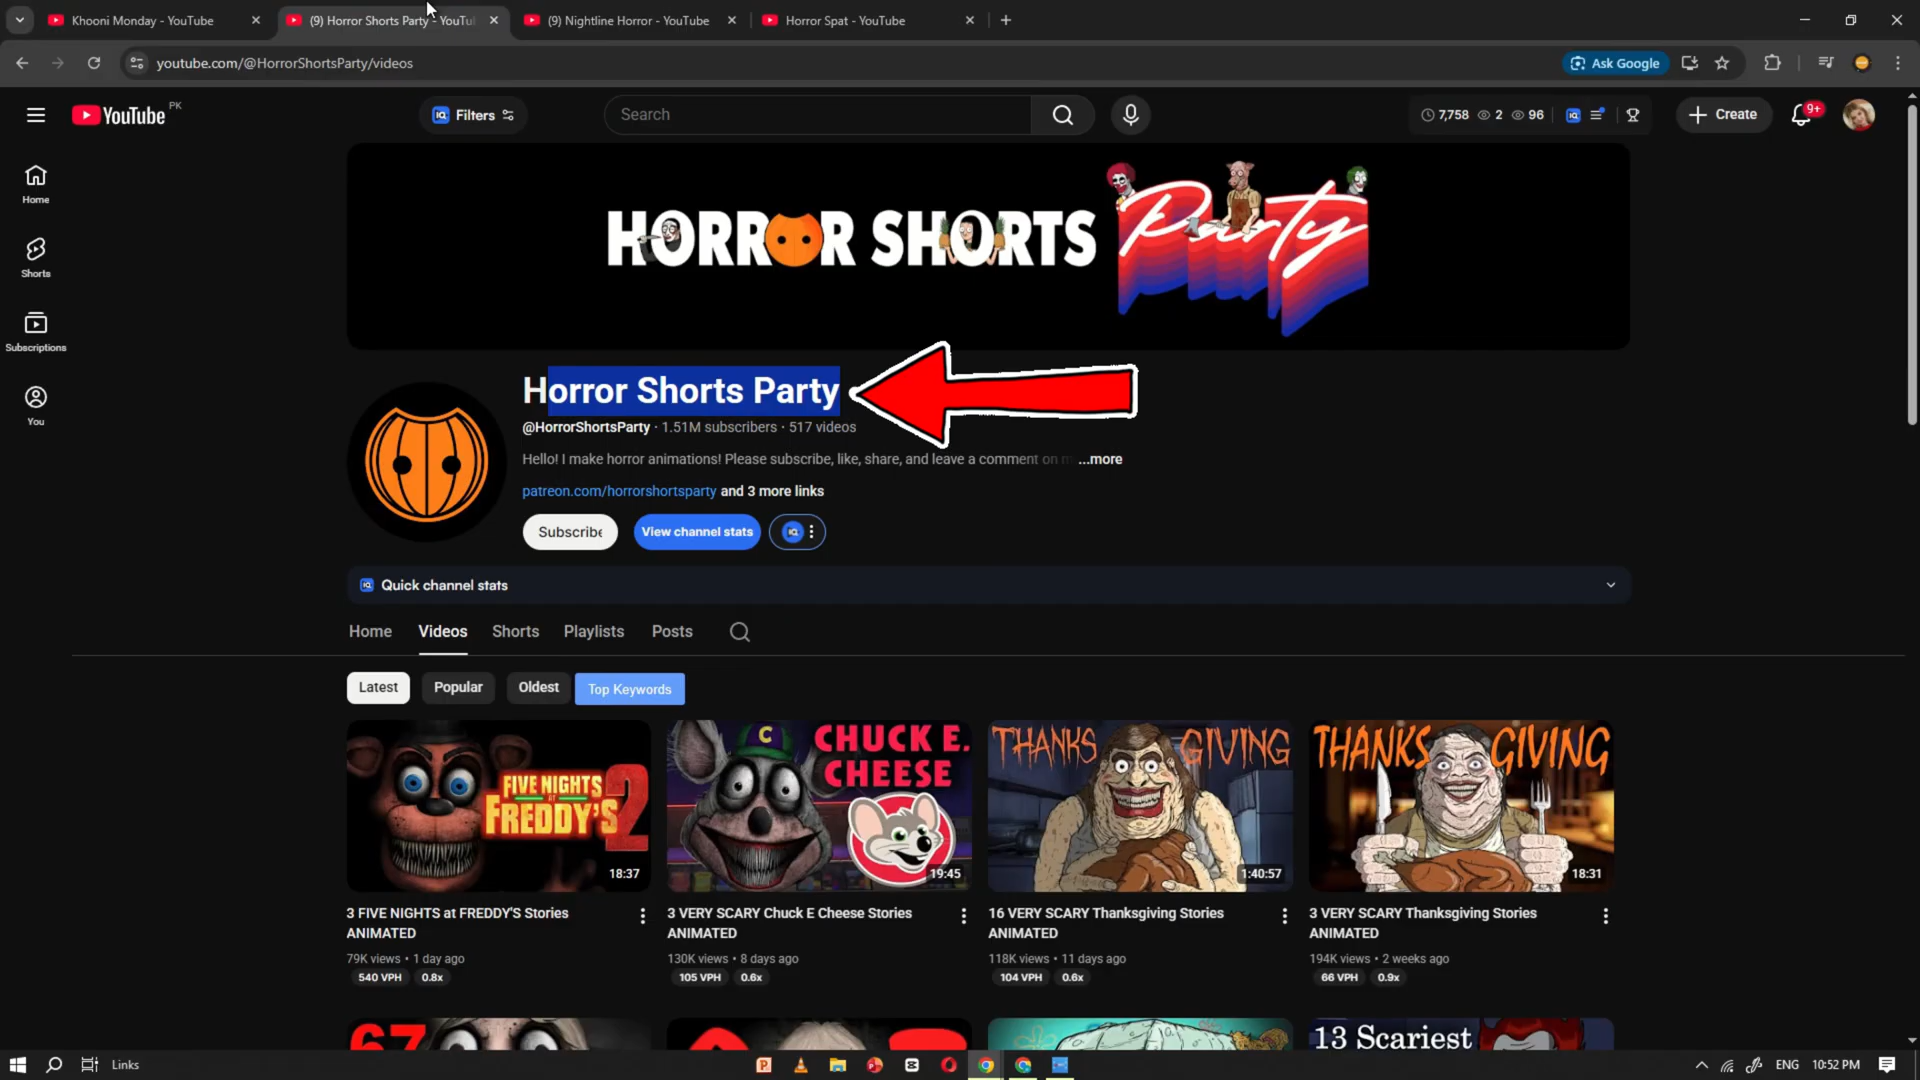 Khooni Monday - YouTube
(9) Horror Shorts Party - YouTu
(9) Nightline Horror - YouTube
Horror Spat - YouTube
youtube.com/@HorrorShortsParty/videos
Ask Google
YouTube PK
Filters
Search
7,758 2 96
Create
9+
Home
Shorts
Subscriptions
You
HORROR SHORTS Party
Horror Shorts Party
@HorrorShortsParty · 1.51M subscribers · 517 videos
Hello! I make horror animations! Please subscribe, like, share, and leave a comment on m ...more
patreon.com/horrorshortsparty and 3 more links
Subscribe
View channel stats
Quick channel stats
Home Videos Shorts Playlists Posts
Latest Popular Oldest Top Keywords
FIVE NIGHTS
AT
FREDDY'S 2
18:37
C
CHUCK E.
CHEESE
19:45
THANKS GIVING
1:40:57
THANKS GIVING
18:31
3 FIVE NIGHTS at FREDDY'S Stories
ANIMATED
79K views • 1 day ago
540 VPH 0.8x
3 VERY SCARY Chuck E Cheese Stories
ANIMATED
130K views • 8 days ago
105 VPH 0.6x
16 VERY SCARY Thanksgiving Stories
ANIMATED
118K views • 11 days ago
104 VPH 0.6x
3 VERY SCARY Thanksgiving Stories
ANIMATED
194K views • 2 weeks ago
66 VPH 0.9x
67
13 Scariest
Links
ENG 10:52 PM